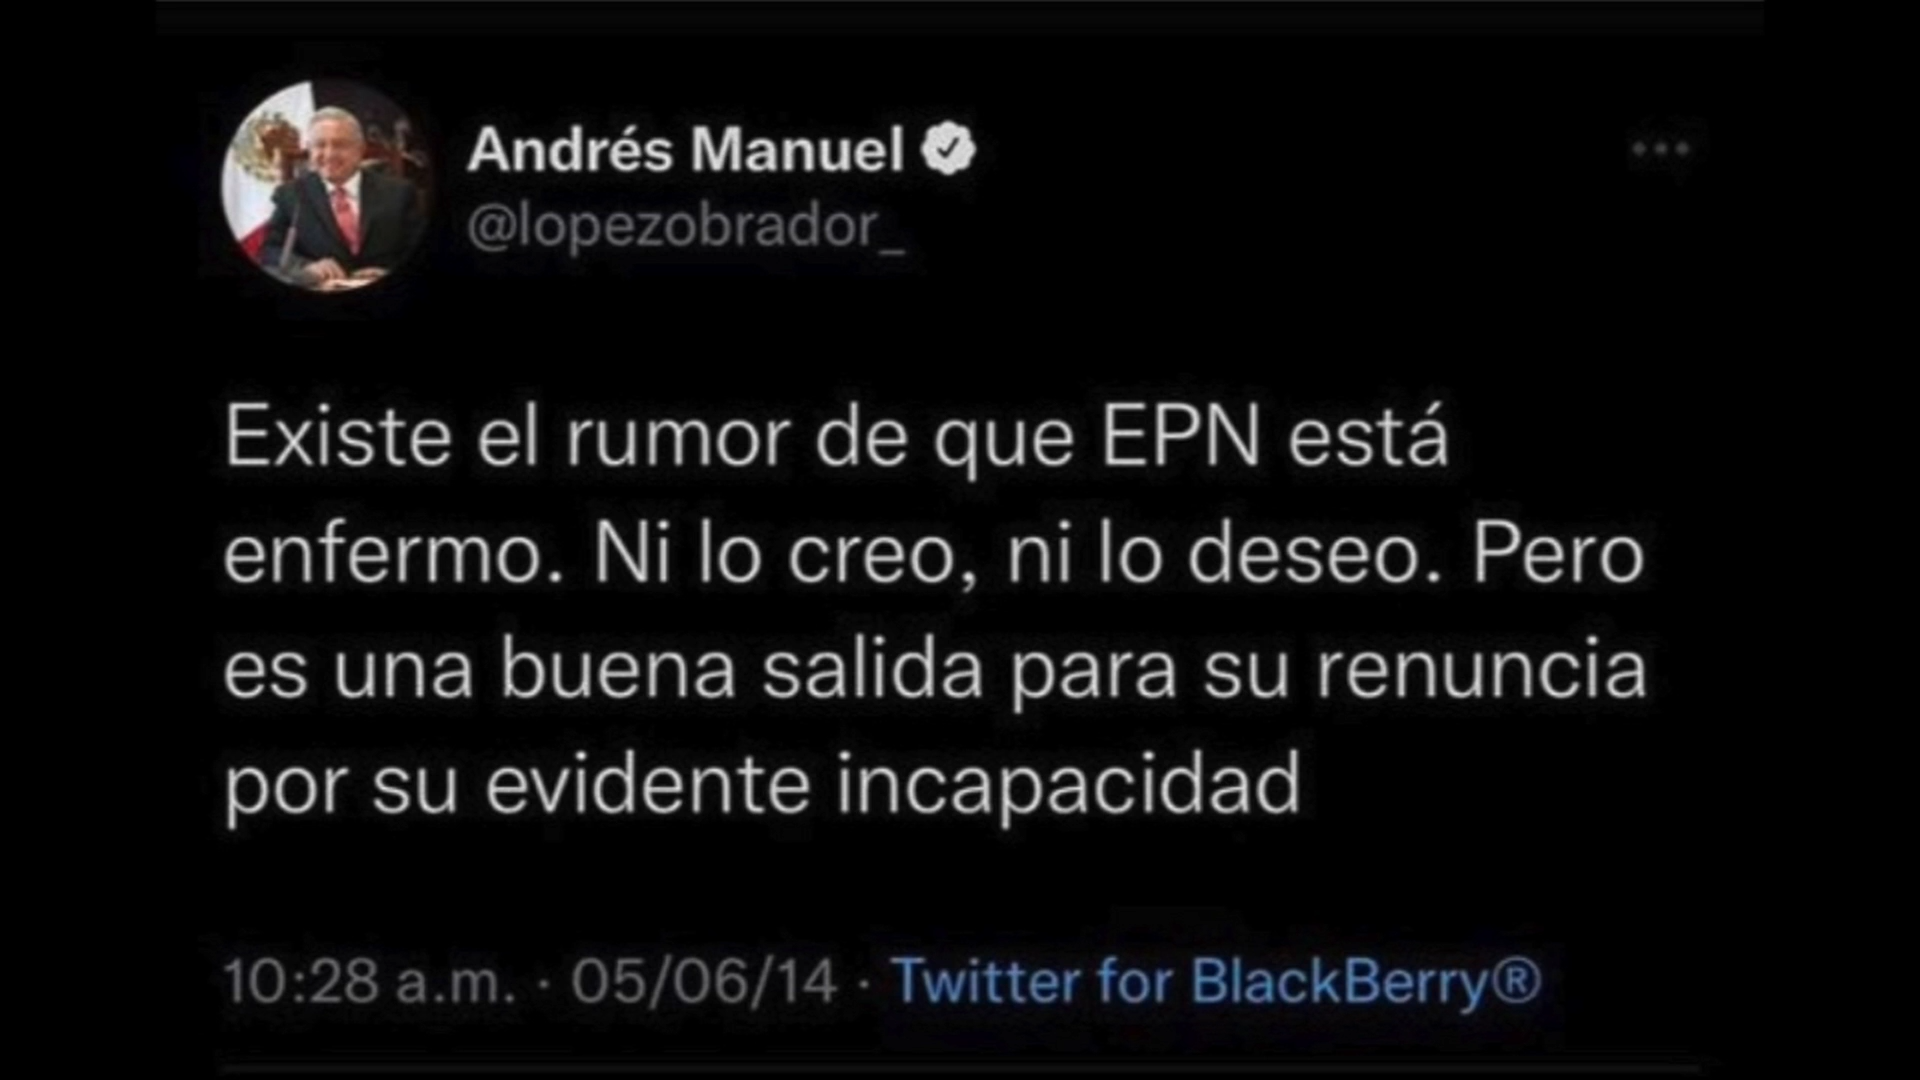 Andrés Manuel
@lopezobrador_
Existe el rumor de que EPN está
enfermo. Ni lo creo, ni lo deseo. Pero
es una buena salida para su renuncia
por su evidente incapacidad
10:28 a.m. · 05/06/14 · Twitter for BlackBerry®